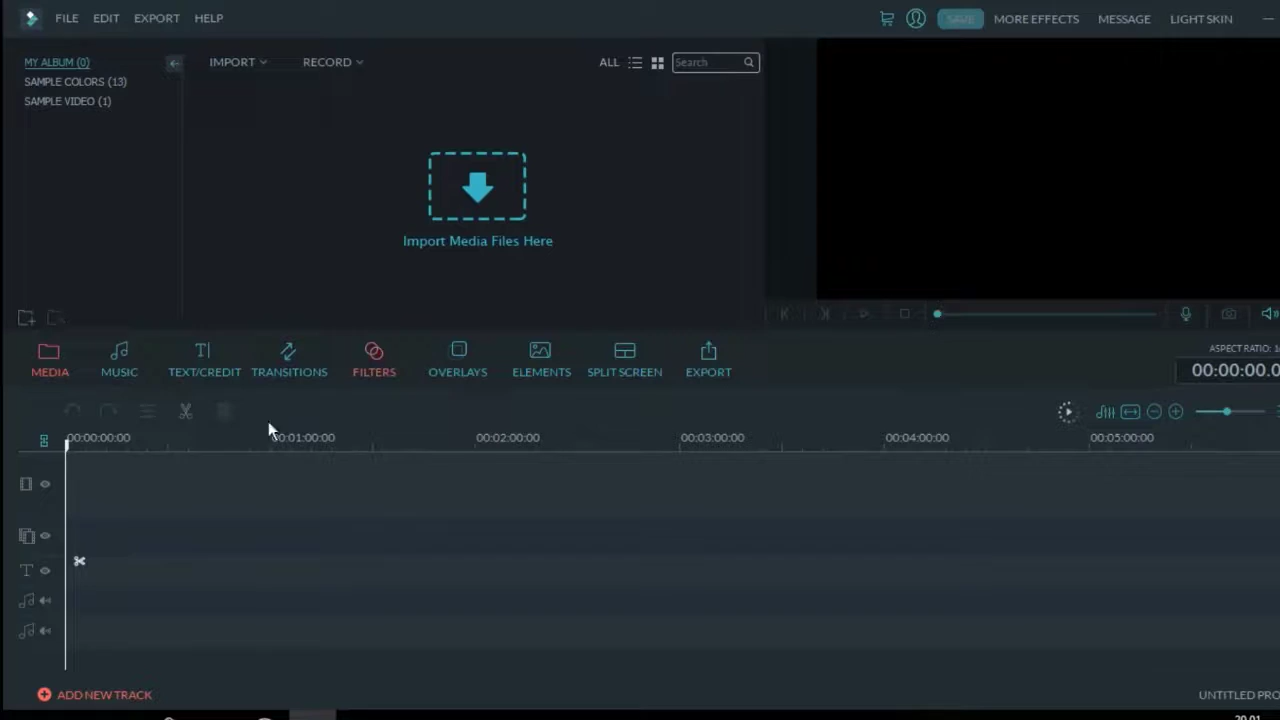 FILE EDIT EXPORT HELP SAVE MORE EFFECTS MESSAGE LIGHT SKIN
MY ALBUM (0)
SAMPLE COLORS (13)
SAMPLE VIDEO (1)
IMPORT RECORD ALL Search
Import Media Files Here
MEDIA MUSIC TEXT/CREDIT TRANSITIONS FILTERS OVERLAYS ELEMENTS SPLIT SCREEN EXPORT
ASPECT RATIO: 1
00:00:00.0
00:00:00:00 00:01:00:00 00:02:00:00 00:03:00:00 00:04:00:00 00:05:00:00
ADD NEW TRACK
UNTITLED PRO